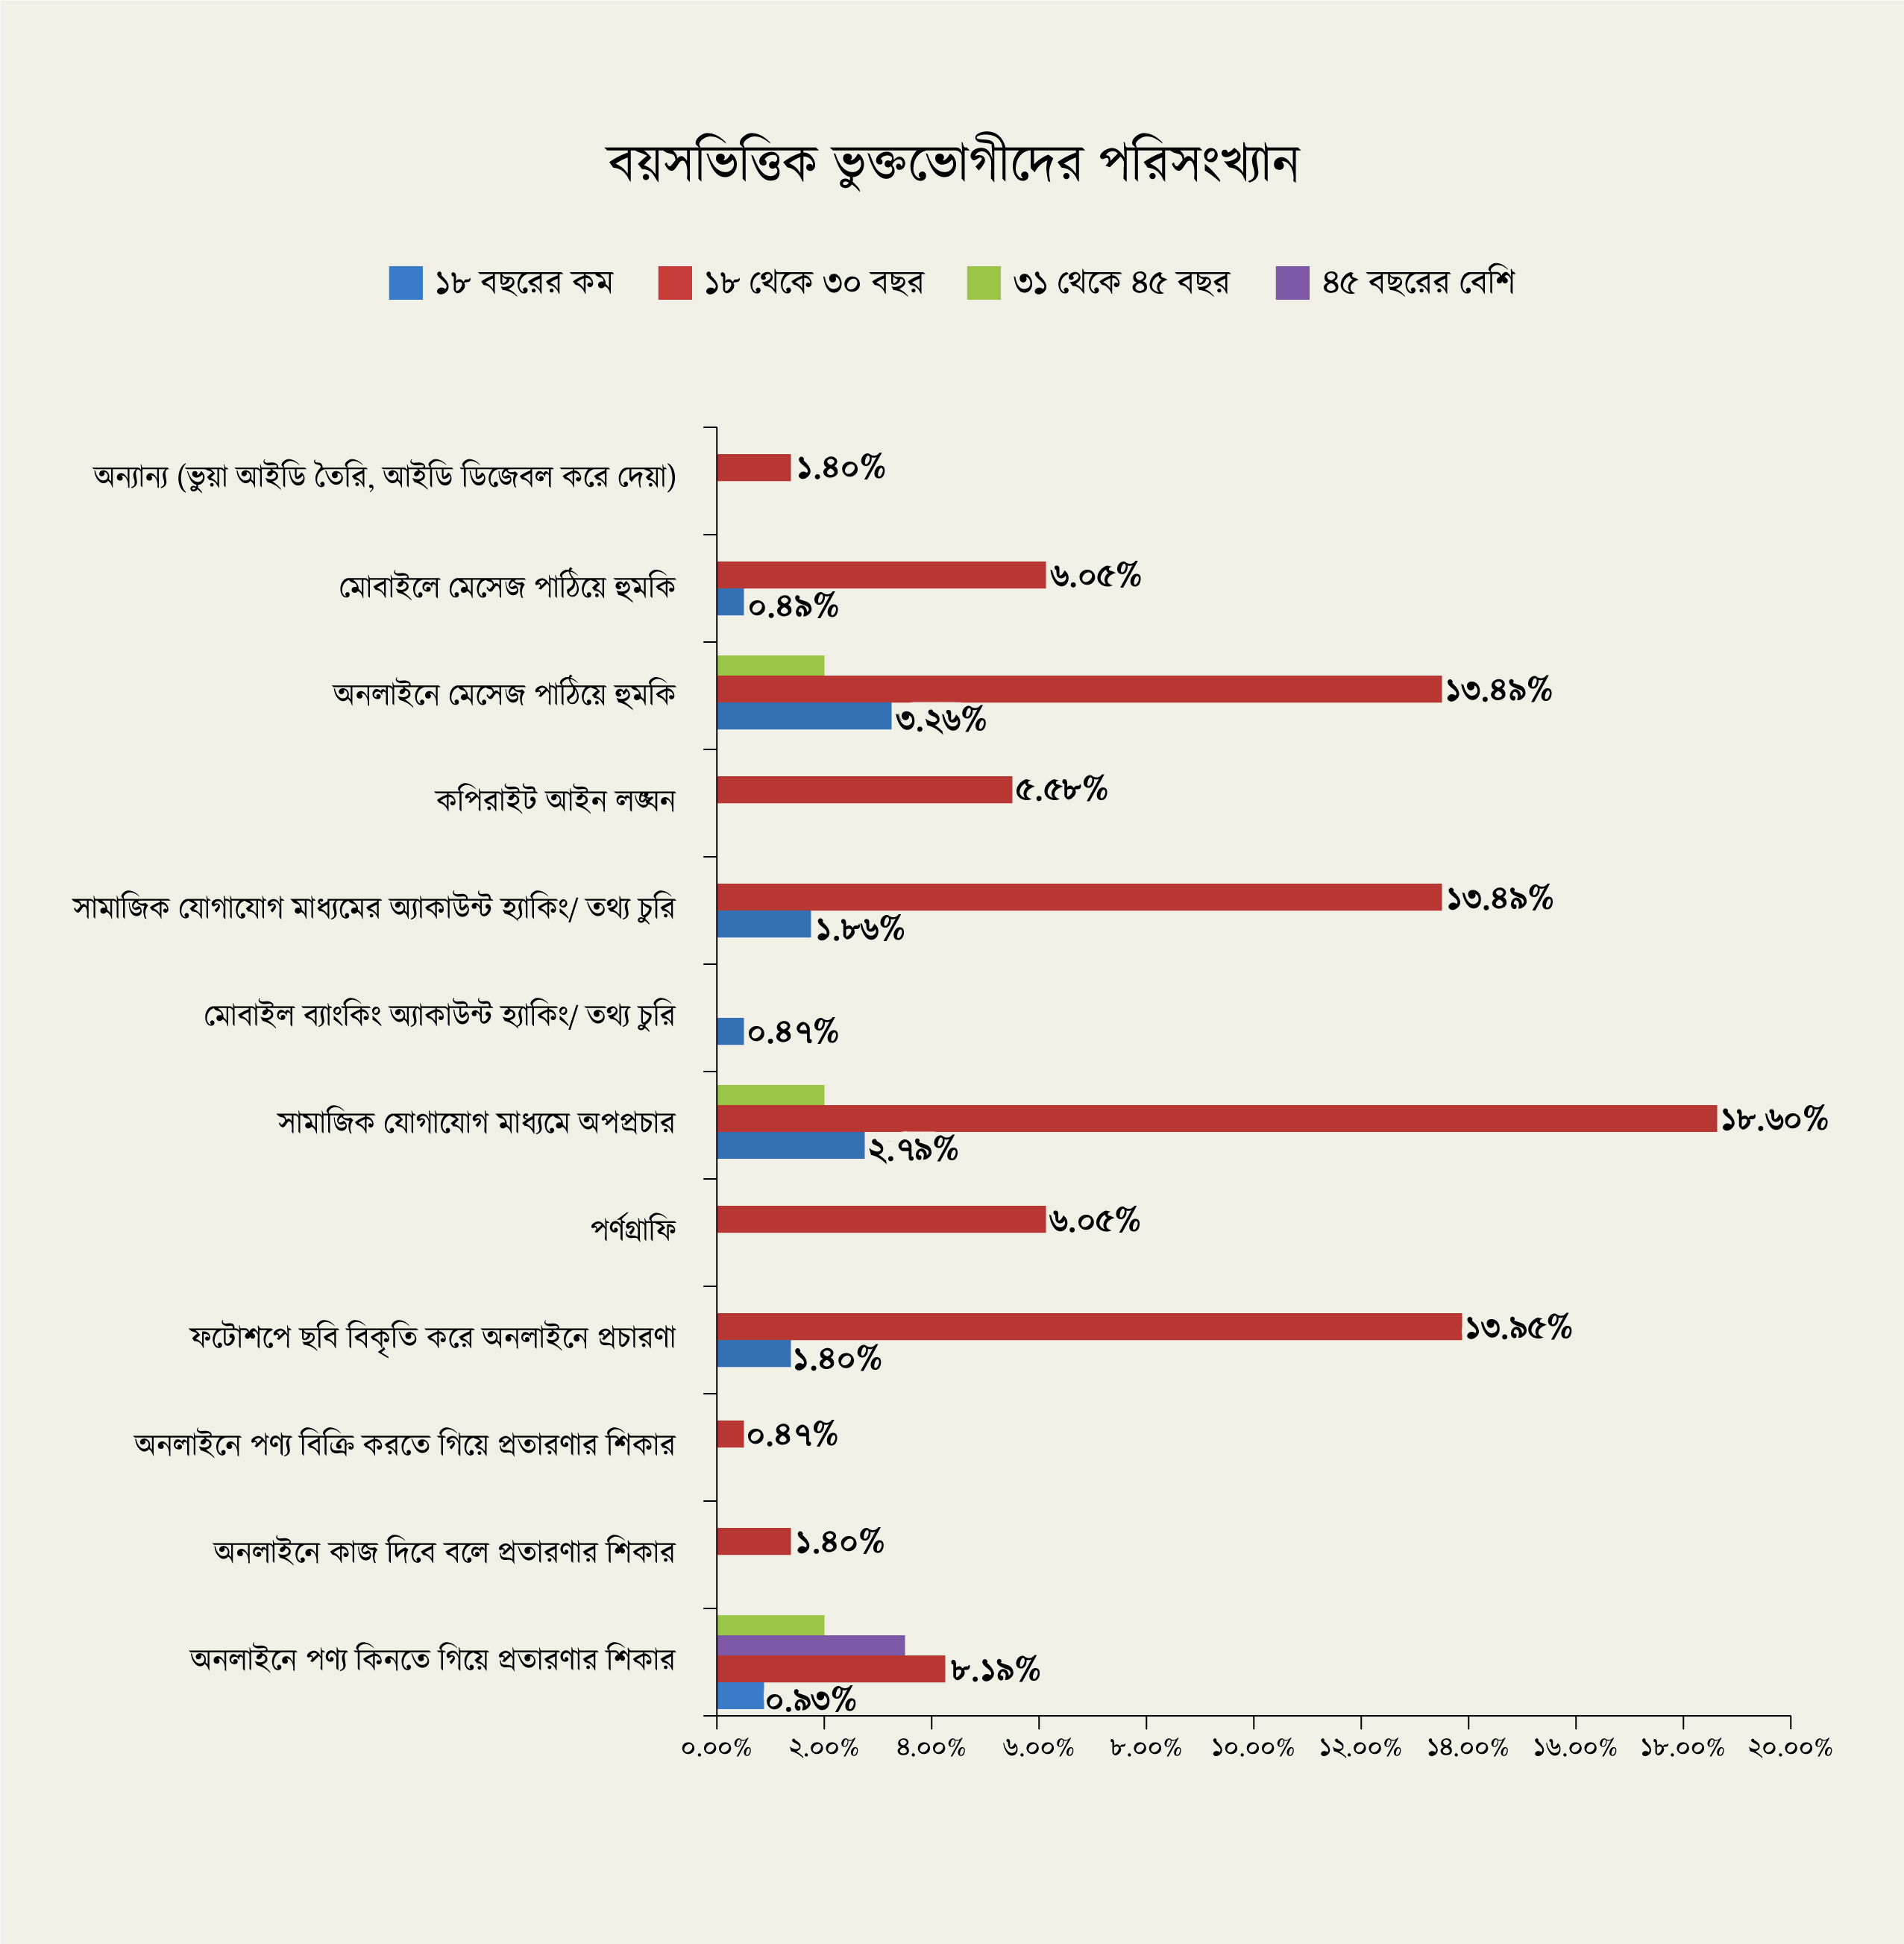 বয়সভিত্তিক ভুক্তভোগীদের পরিসংখ্যান
১৮ বছরের কম ১৮ থেকে ৩০ বছর ৩১ থেকে ৪৫ বছর ৪৫ বছরের বেশি
অন্যান্য (ভুয়া আইডি তৈরি, আইডি ডিজেবল করে দেয়া) ১.৪০%
মোবাইলে মেসেজ পাঠিয়ে হুমকি ৬.০৫%
০.৪৯%
অনলাইনে মেসেজ পাঠিয়ে হুমকি ১৩.৪৯%
৩.২৬%
কপিরাইট আইন লঙ্ঘন ৫.৫৮%
সামাজিক যোগাযোগ মাধ্যমের অ্যাকাউন্ট হ্যাকিং/ তথ্য চুরি ১৩.৪৯%
১.৮৬%
মোবাইল ব্যাংকিং অ্যাকাউন্ট হ্যাকিং/ তথ্য চুরি ০.৪৭%
সামাজিক যোগাযোগ মাধ্যমে অপপ্রচার ১৮.৬০%
২.৭৯%
পর্ণগ্রাফি ৬.০৫%
ফটোশপে ছবি বিকৃতি করে অনলাইনে প্রচারণা ১৩.৯৫%
১.৪০%
অনলাইনে পণ্য বিক্রি করতে গিয়ে প্রতারণার শিকার ০.৪৭%
অনলাইনে কাজ দিবে বলে প্রতারণার শিকার ১.৪০%
অনলাইনে পণ্য কিনতে গিয়ে প্রতারণার শিকার ৮.১৯%
০.৯৩%
০.০০% ২.০০% ৪.০০% ৬.০০% ৮.০০% ১০.০০% ১২.০০% ১৪.০০% ১৬.০০% ১৮.০০% ২০.০০%